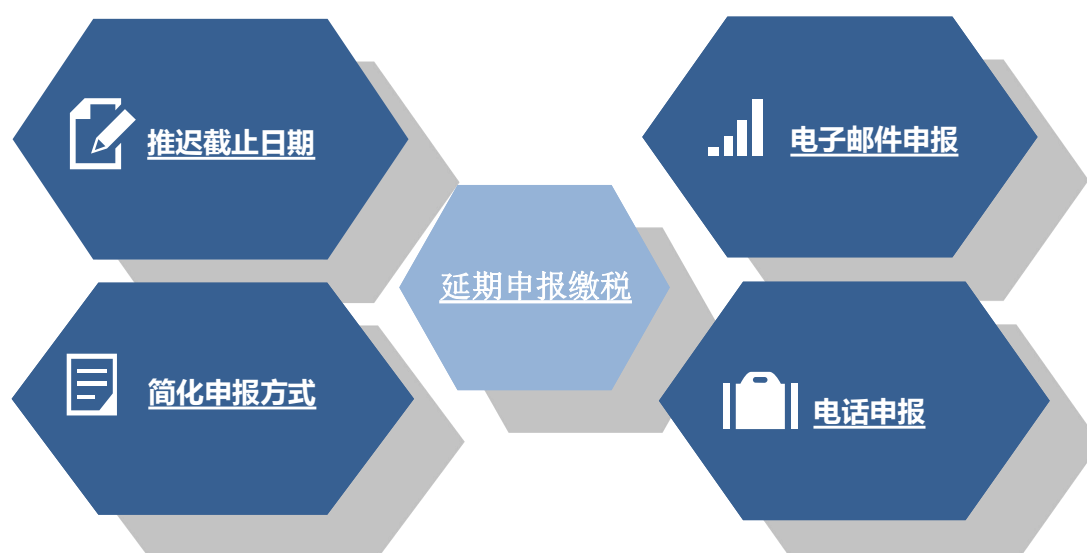 推迟截止日期
电子邮件申报
延期申报缴税
简化申报方式
电话申报